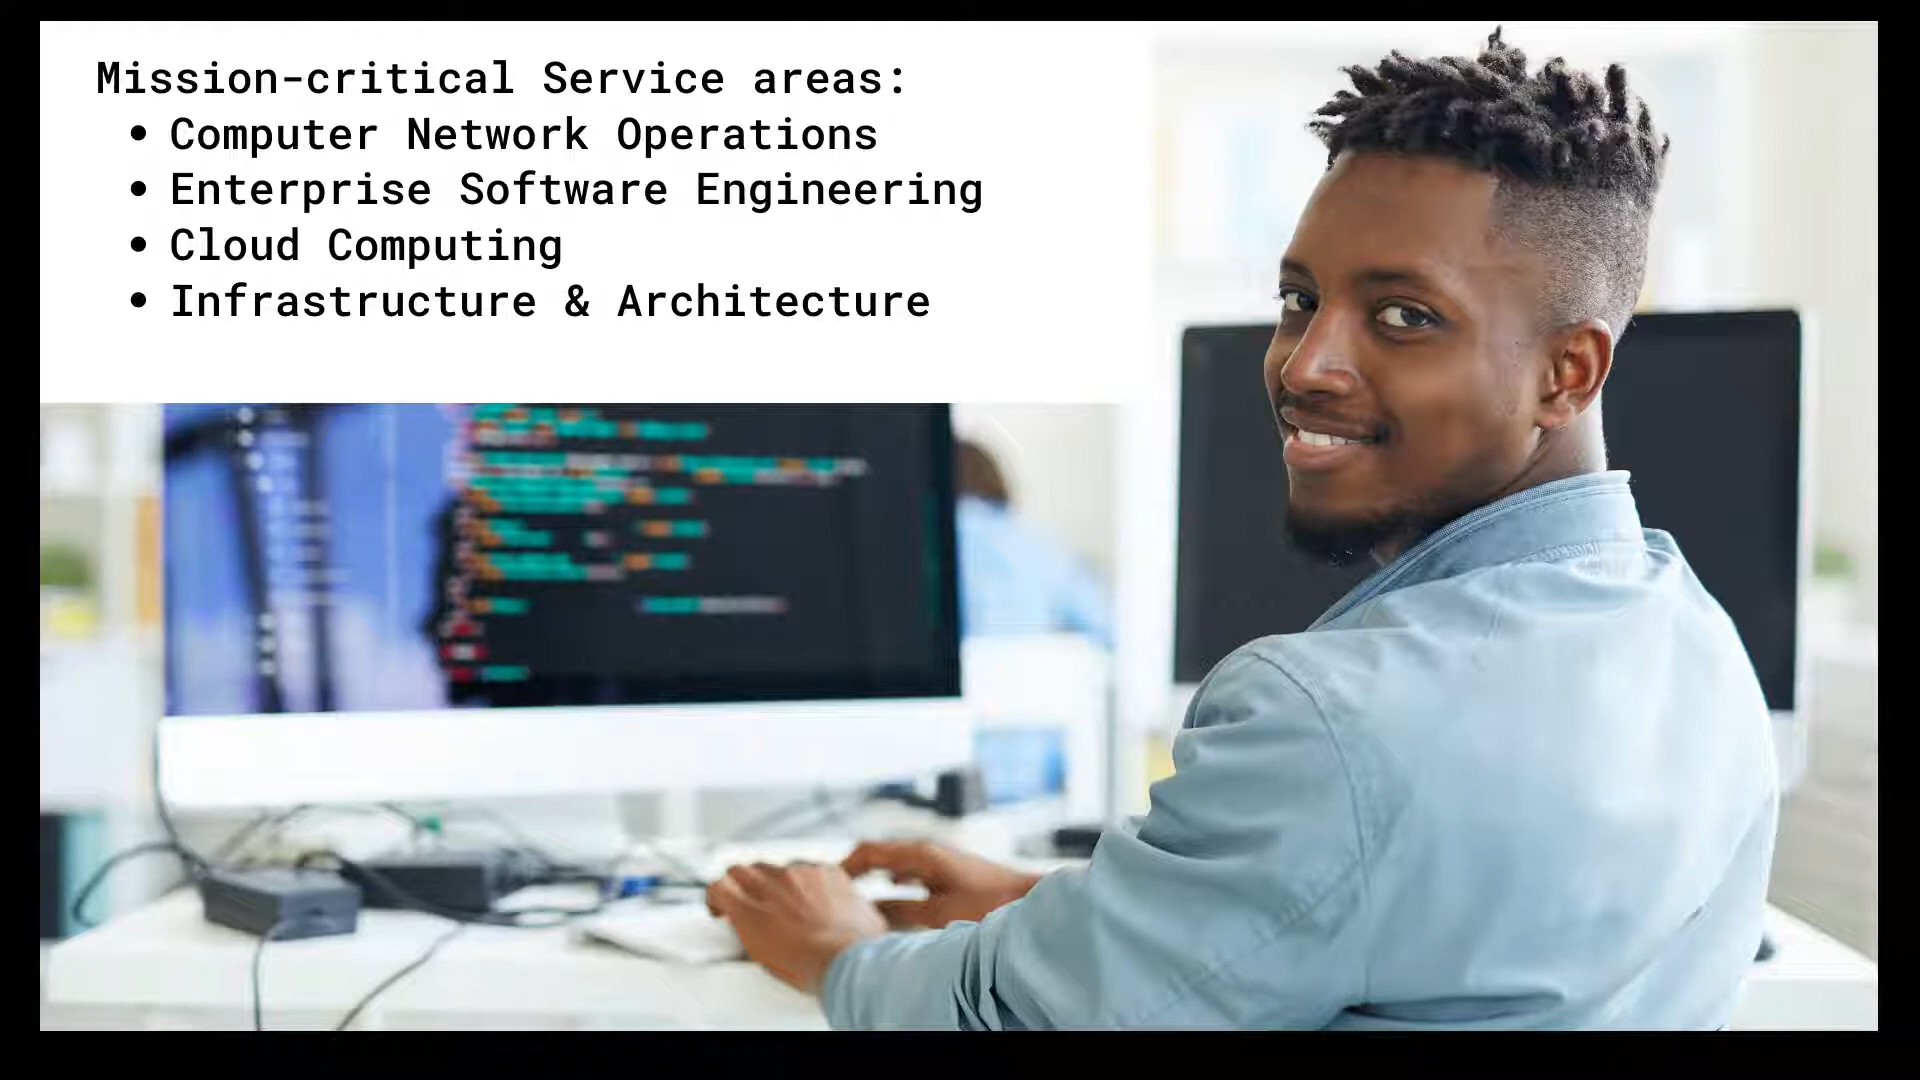 Mission-critical Service areas:
• Computer Network Operations
• Enterprise Software Engineering
• Cloud Computing
• Infrastructure & Architecture